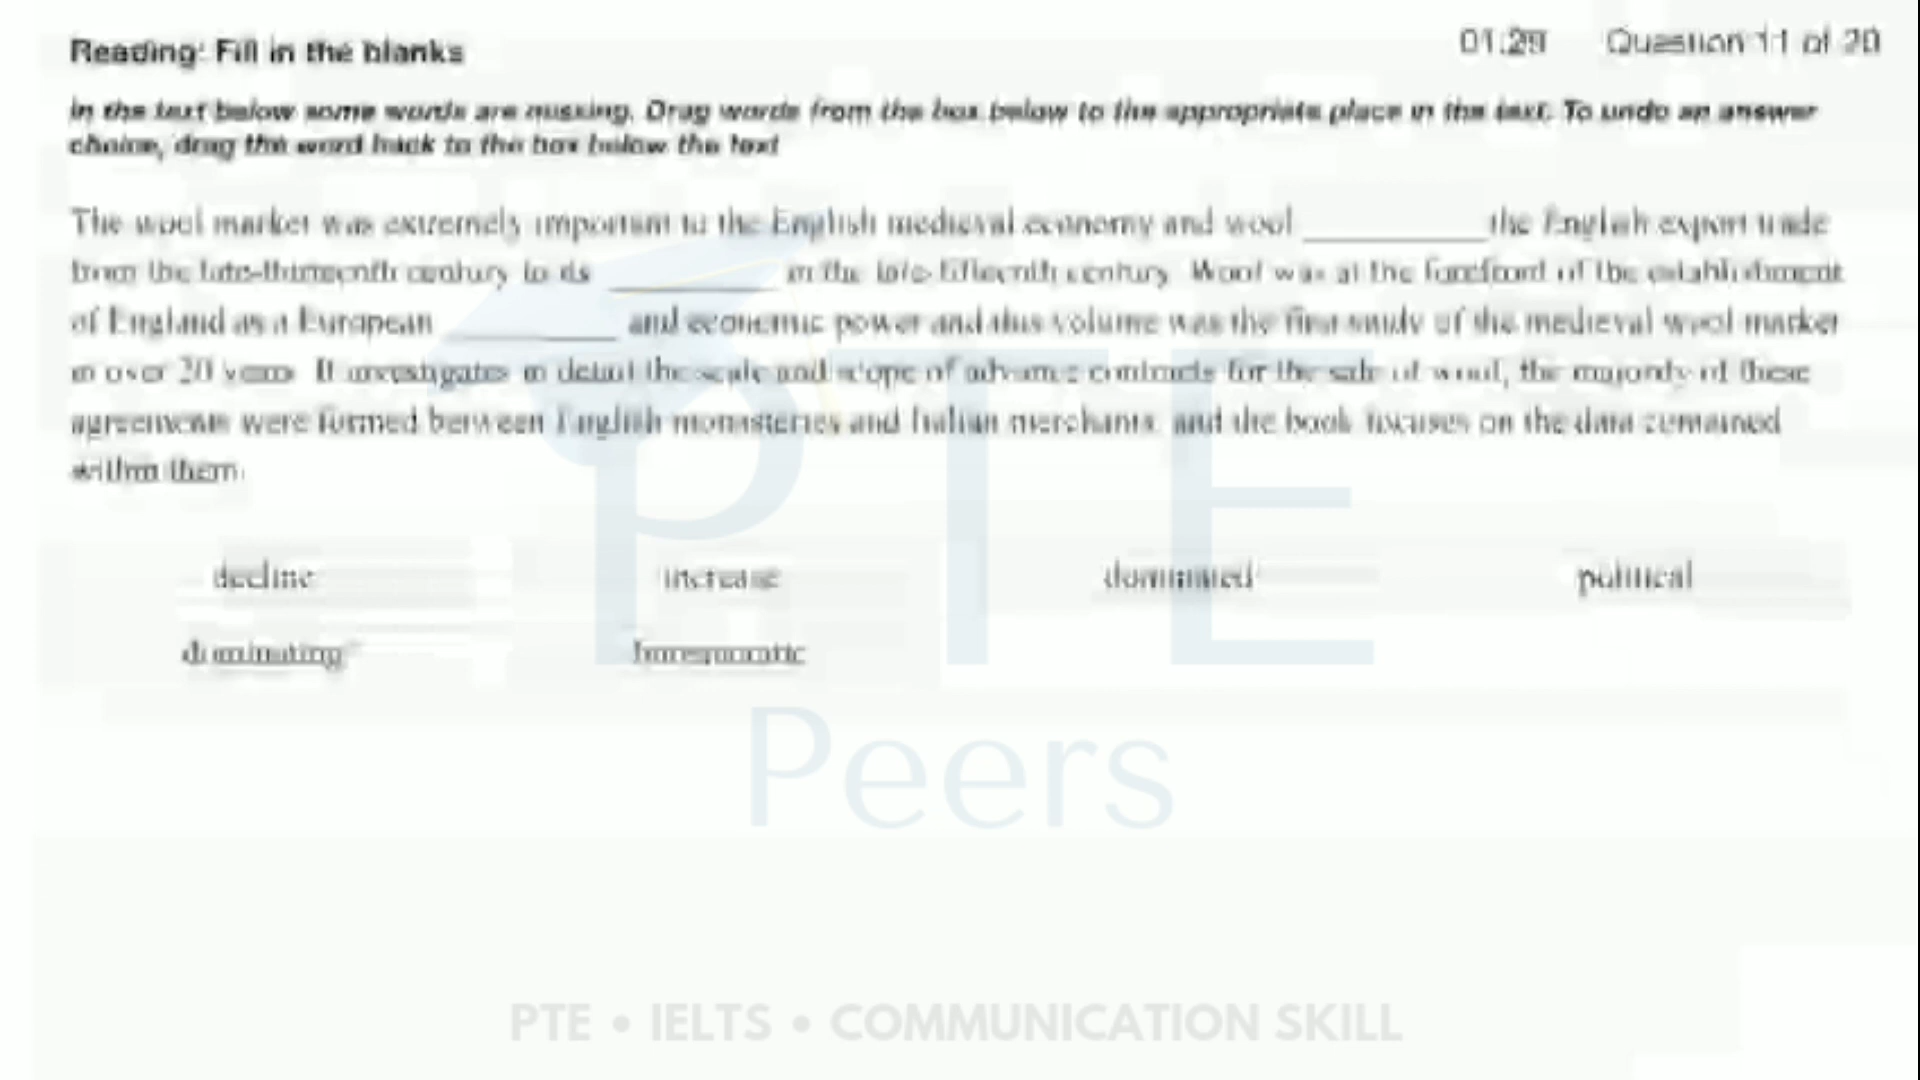 Reading: Fill in the blanks
01:29 Question 11 of 20
In the text below some words are missing. Drag words from the box below to the appropriate place in the text. To undo an answer
choice, drag the word back to the box below the text
The wool market was extremely important to the English medieval economy and wool __________ the English export trade
from the late-thirteenth century to its __________ in the late-fifteenth century. Wool was at the forefront of the establishment
of England as a European __________ and economic power and this volume was the first study of the medieval wool market
in over 20 years. It investigates in detail the scale and scope of advance contracts for the sale of wool, the majority of these
agreements were formed between English monasteries and Italian merchants, and the book focuses on the data contained
within them.
decline increase dominated political
dominating
PTE
Peers
PTE • IELTS • COMMUNICATION SKILL